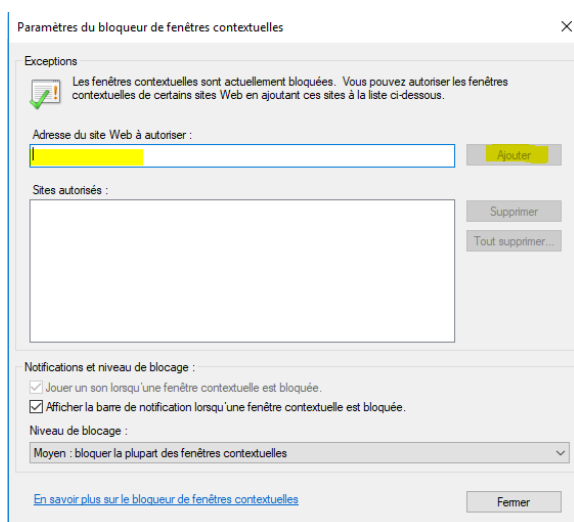 Paramètres du bloqueur de fenêtres contextuelles
Exceptions
Les fenêtres contextuelles sont actuellement bloquées. Vous pouvez autoriser les fenêtres
contextuelles de certains sites Web en ajoutant ces sites à la liste ci-dessous.
Adresse du site Web à autoriser :
Ajouter
Sites autorisés :
Supprimer
Tout supprimer...
Notifications et niveau de blocage :
Jouer un son lorsqu'une fenêtre contextuelle est bloquée.
Afficher la barre de notification lorsqu'une fenêtre contextuelle est bloquée.
Niveau de blocage :
Moyen : bloquer la plupart des fenêtres contextuelles
En savoir plus sur le bloqueur de fenêtres contextuelles
Fermer